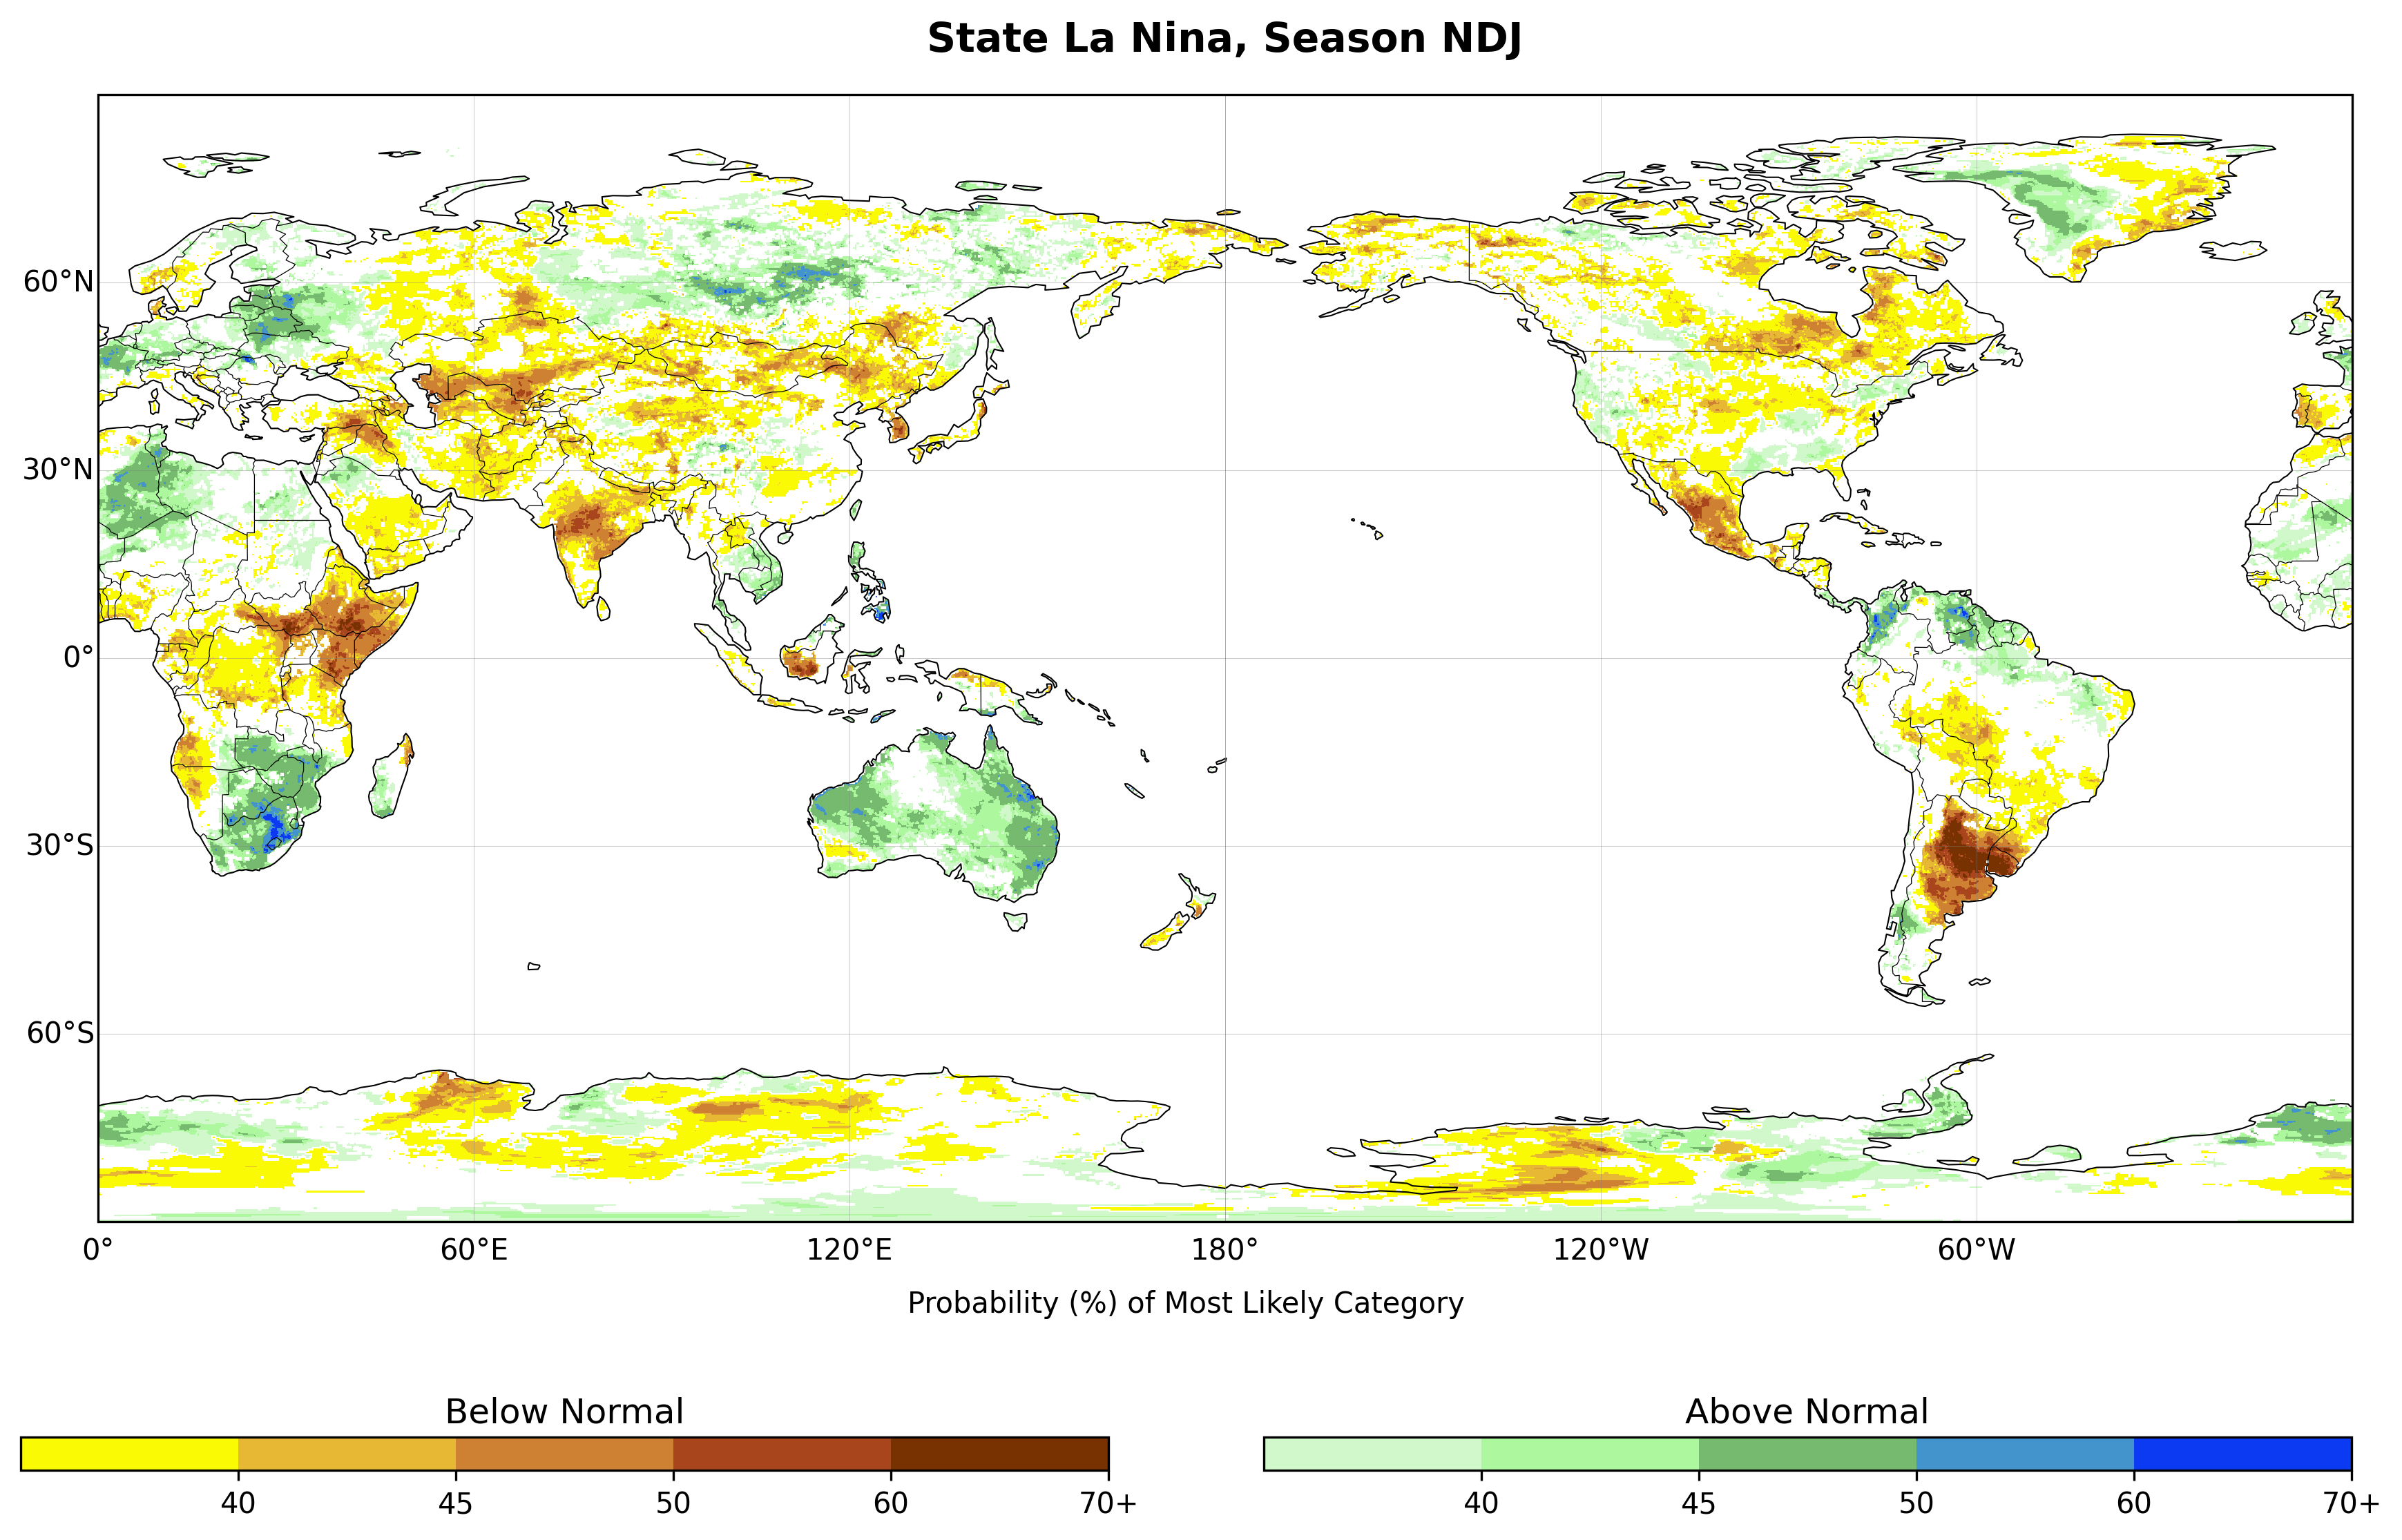 State La Nina, Season NDJ
60°N
30°N
0°
30°S
60°S
0° 60°E 120°E 180° 120°W 60°W
Probability (%) of Most Likely Category
Below Normal Above Normal
40 45 50 60 70+ 40 45 50 60 70+